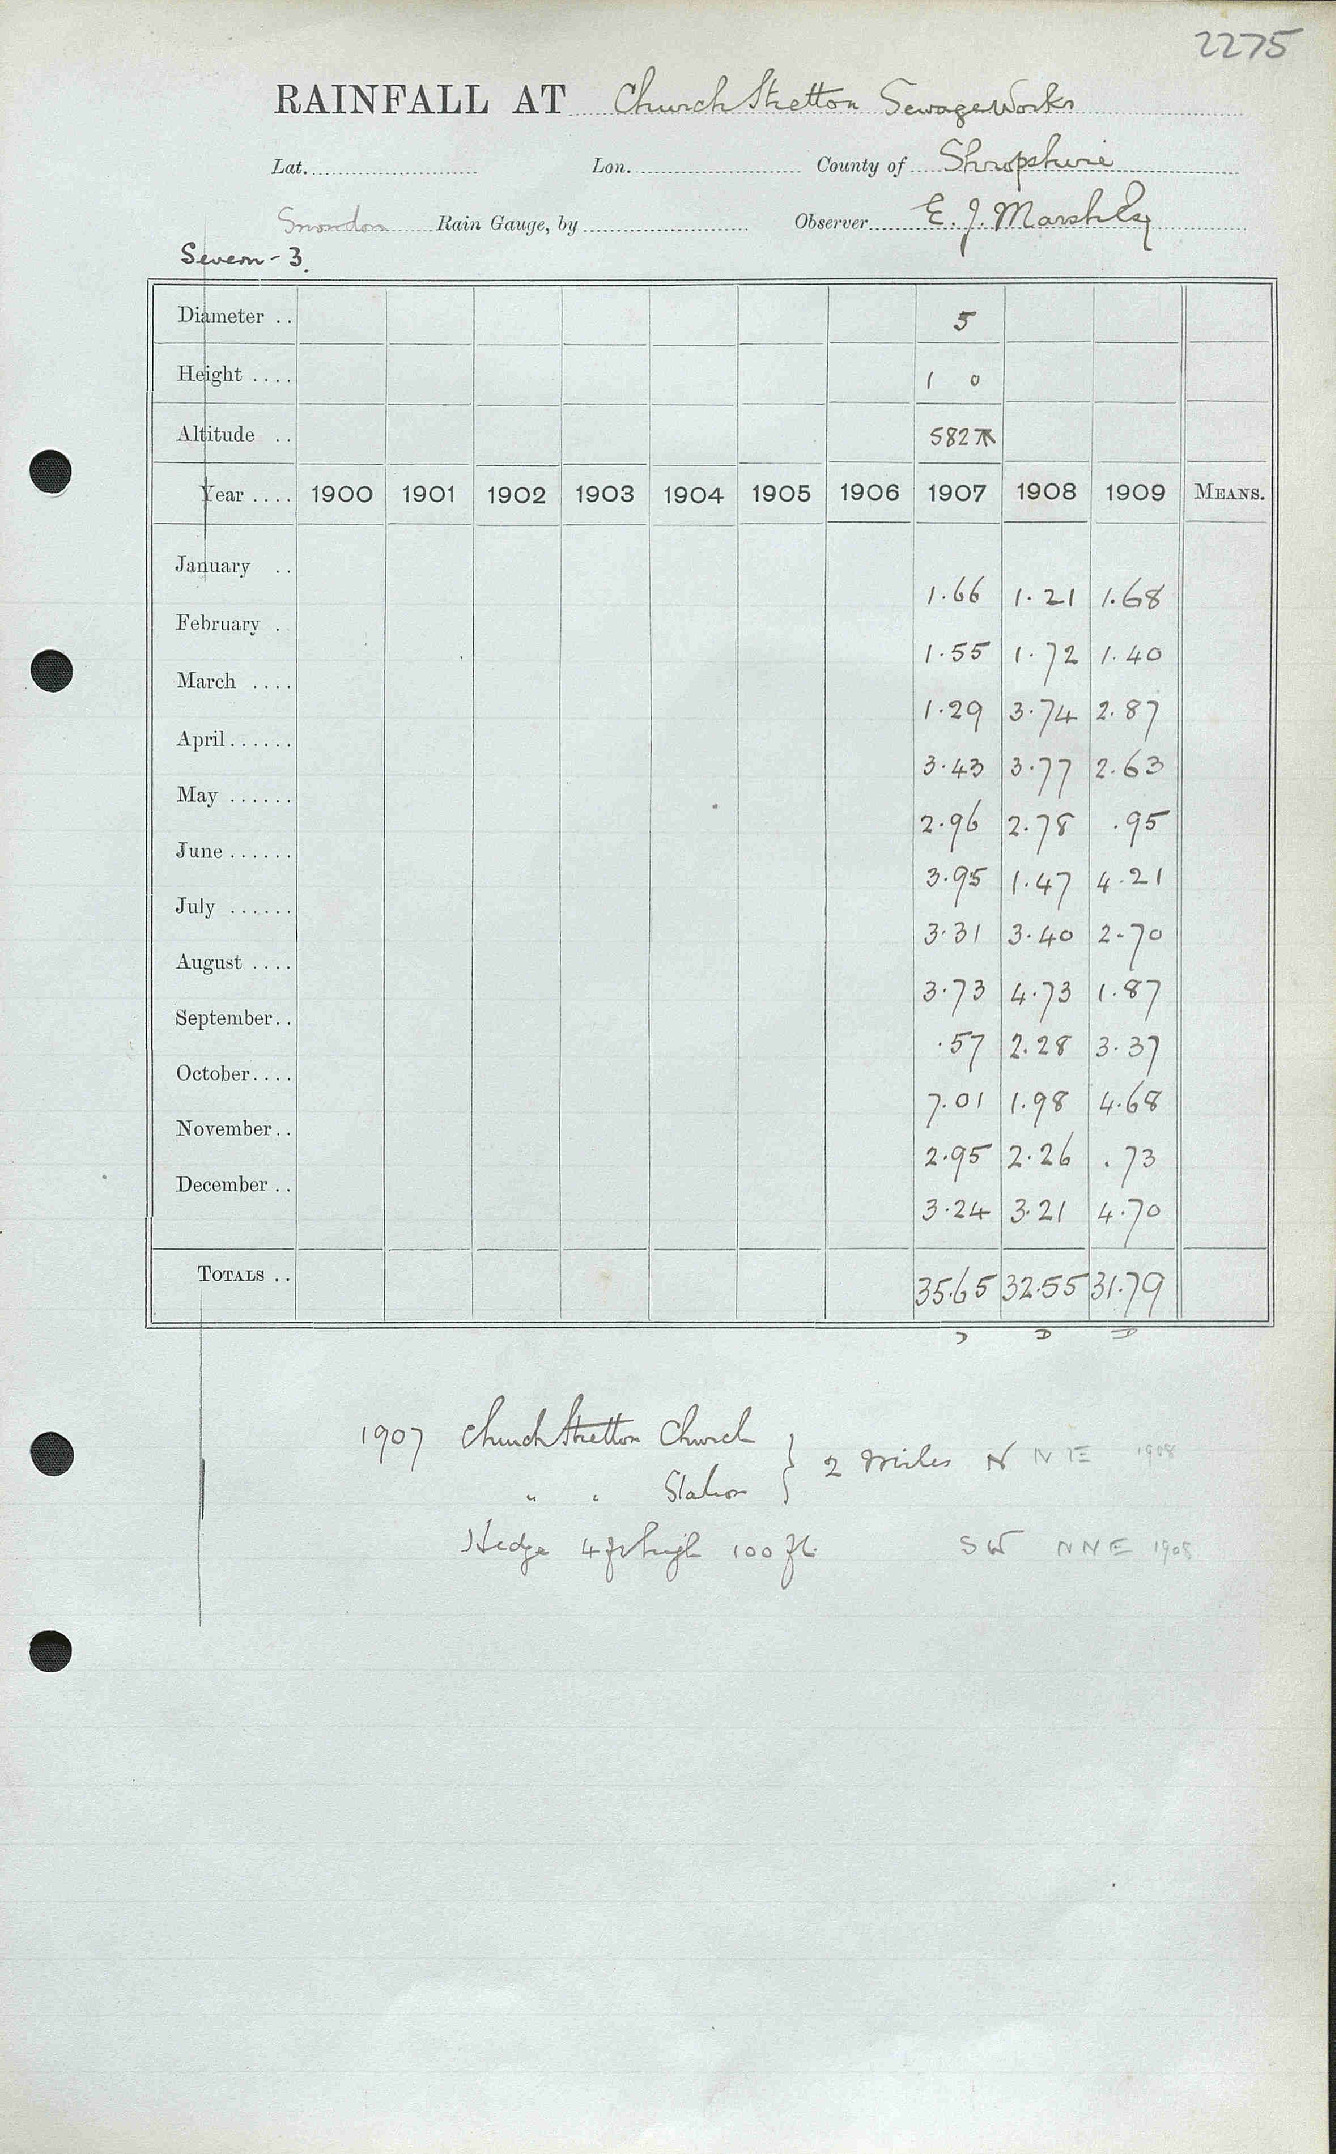 2275
RAINFALL AT Church Stretton Sewage Works
Lat. Lon. County of Shropshire
Snowdon Rain Gauge, by Observer E. J. Marsh Esq
Severn - 3.
Diameter .. 5
Height .... 1 0
Altitude .. 582
Year .... 1900 1901 1902 1903 1904 1905 1906 1907 1908 1909 MEANS.
January .. 1.66 1.21 1.68
February . 1.55 1.72 1.40
March .... 1.29 3.74 2.87
April...... 3.43 3.77 2.63
May ...... 2.96 2.78 .95
June...... 3.95 1.47 4.21
July ...... 3.31 3.40 2.70
August .... 3.73 4.73 1.87
September.. .57 2.28 3.37
October.... 7.01 1.98 4.68
November.. 2.95 2.26 .73
December .. 3.24 3.21 4.70
TOTALS .. 35.65 32.55 31.79
1907 Church Stretton Church } 2 miles N NNE 1908
" " Station
Hedge 4 ft high 100 ft. SW NNE 1908